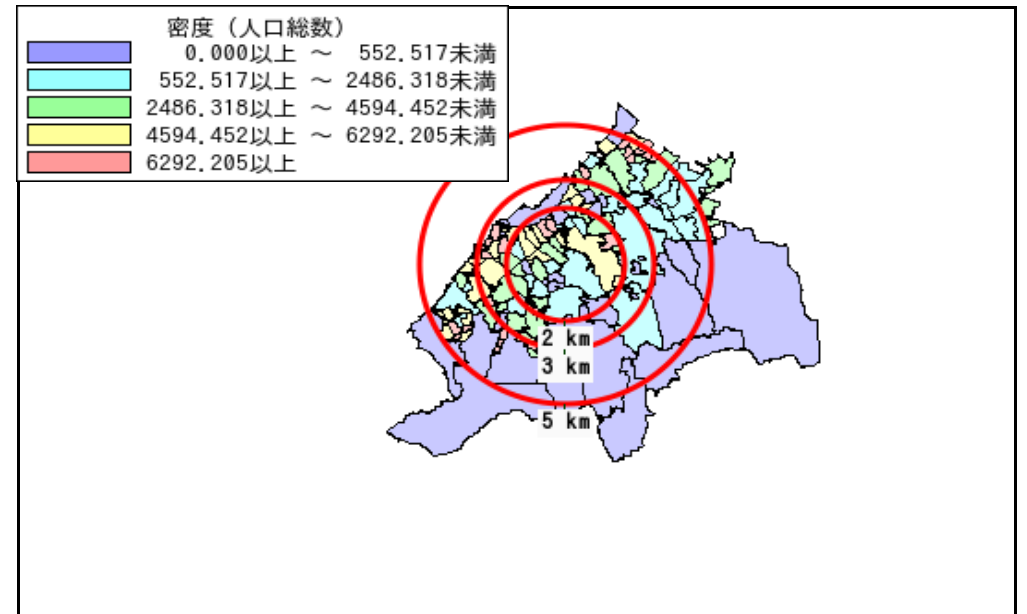 密度（人口総数）
0.000以上 ～ 552.517未満
552.517以上 ～ 2486.318未満
2486.318以上 ～ 4594.452未満
4594.452以上 ～ 6292.205未満
6292.205以上
2 km
3 km
5 km